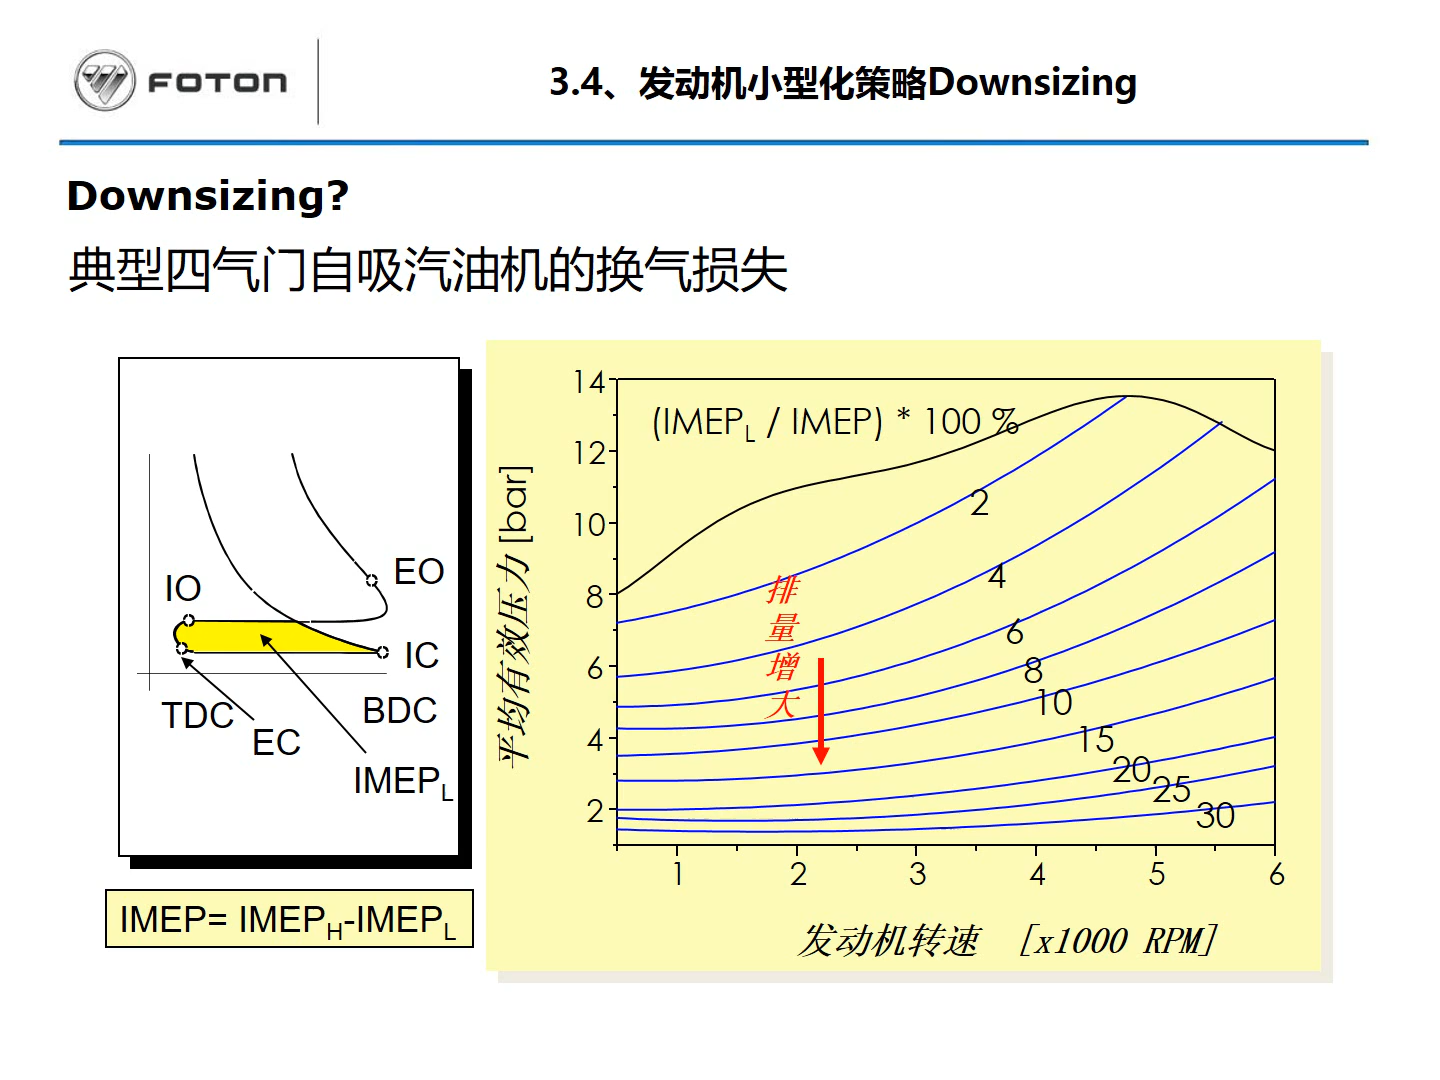 FOTON
3.4、发动机小型化策略Downsizing
Downsizing?
典型四气门自吸汽油机的换气损失
IO
EO
IC
TDC
BDC
EC
IMEPL
IMEP= IMEPH-IMEPL
平均有效压力 [bar]
14
12
10
8
6
4
2
(IMEPL / IMEP) * 100 %
2
4
6
8
10
15
20
25
30
排
量
增
大
1
2
3
4
5
6
发动机转速 [x1000 RPM]